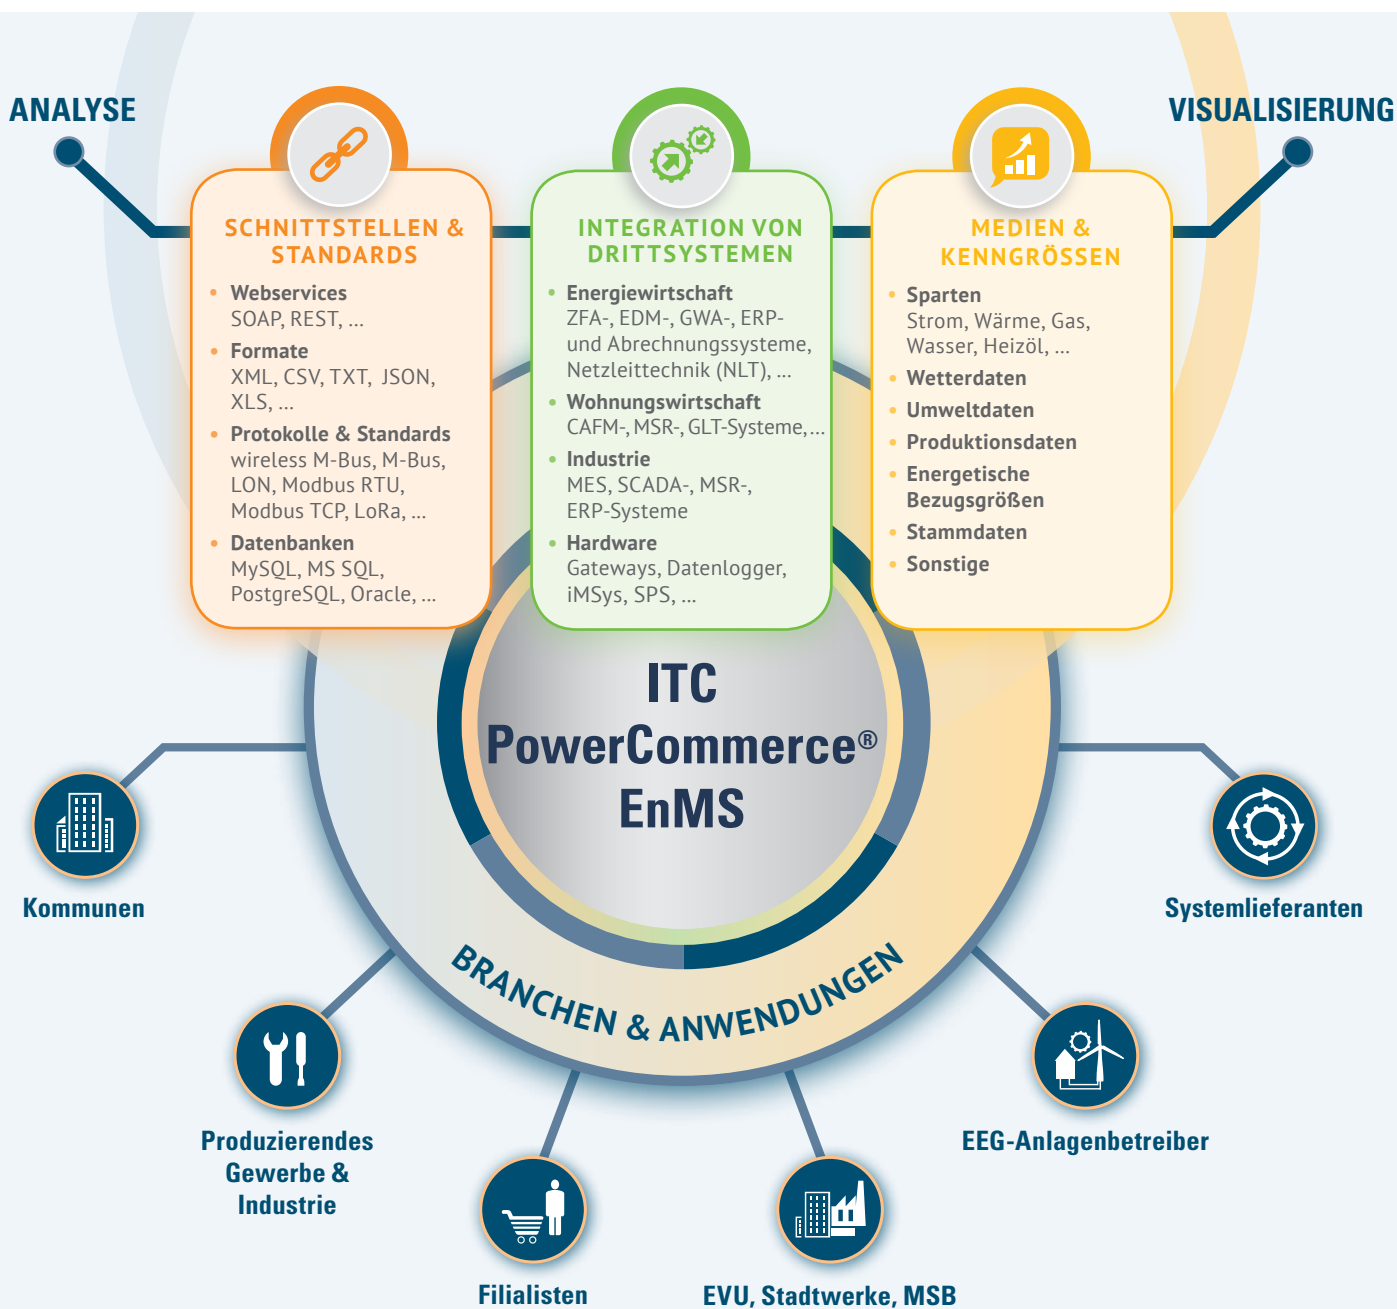 ANALYSE
VISUALISIERUNG
SCHNITTSTELLEN &
STANDARDS
• Webservices
SOAP, REST, ...
• Formate
XML, CSV, TXT, JSON,
XLS, ...
• Protokolle & Standards
wireless M-Bus, M-Bus,
LON, Modbus RTU,
Modbus TCP, LoRa, ...
• Datenbanken
MySQL, MS SQL,
PostgreSQL, Oracle, ...
INTEGRATION VON
DRITTSYSTEMEN
• Energiewirtschaft
ZFA-, EDM-, GWA-, ERP-
und Abrechnungssysteme,
Netzleittechnik (NLT), ...
• Wohnungswirtschaft
CAFM-, MSR-, GLT-Systeme, ...
• Industrie
MES, SCADA-, MSR-,
ERP-Systeme
• Hardware
Gateways, Datenlogger,
iMSys, SPS, ...
MEDIEN &
KENNGRÖSSEN
• Sparten
Strom, Wärme, Gas,
Wasser, Heizöl, ...
• Wetterdaten
• Umweltdaten
• Produktionsdaten
• Energetische
Bezugsgrößen
• Stammdaten
• Sonstige
ITC
PowerCommerce®
EnMS
BRANCHEN & ANWENDUNGEN
Kommunen
Systemlieferanten
Produzierendes
Gewerbe &
Industrie
EEG-Anlagenbetreiber
Filialisten
EVU, Stadtwerke, MSB